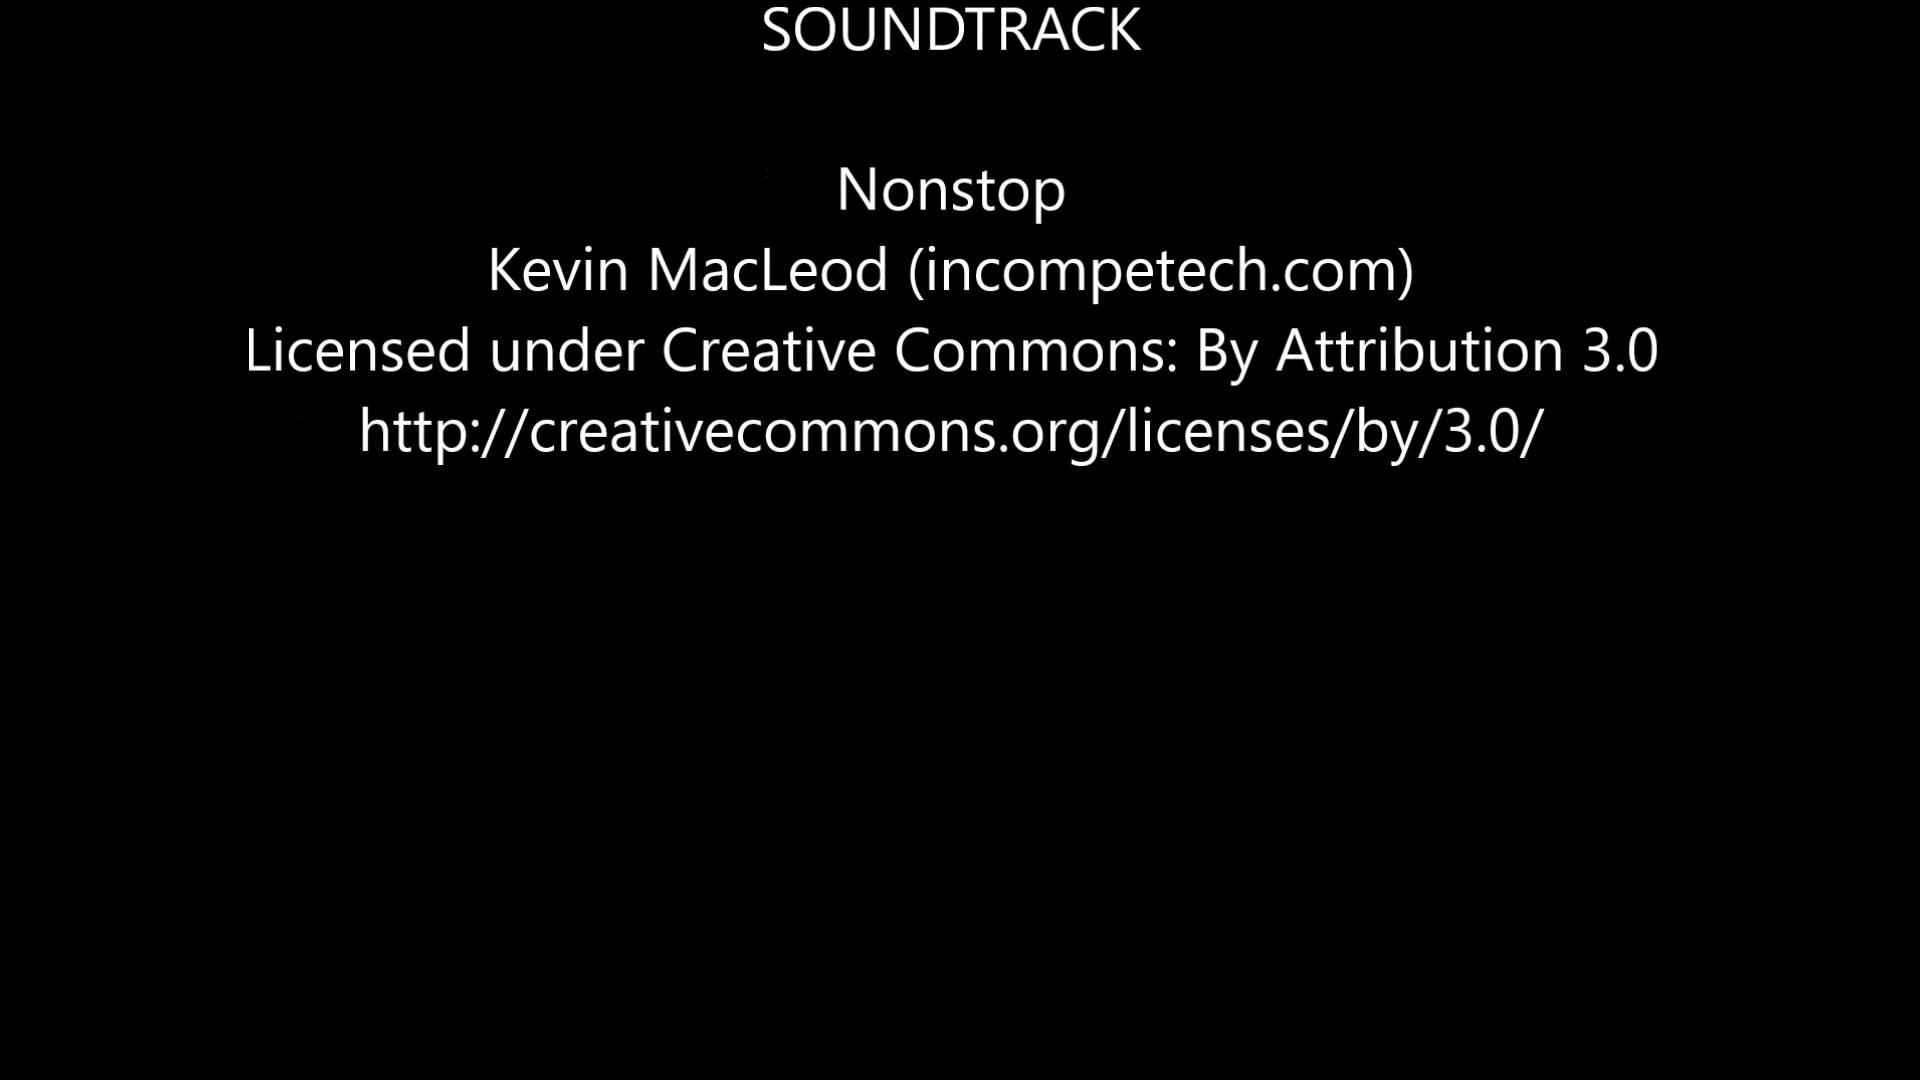 SOUNDTRACK
Nonstop
Kevin MacLeod (incompetech.com)
Licensed under Creative Commons: By Attribution 3.0
http://creativecommons.org/licenses/by/3.0/